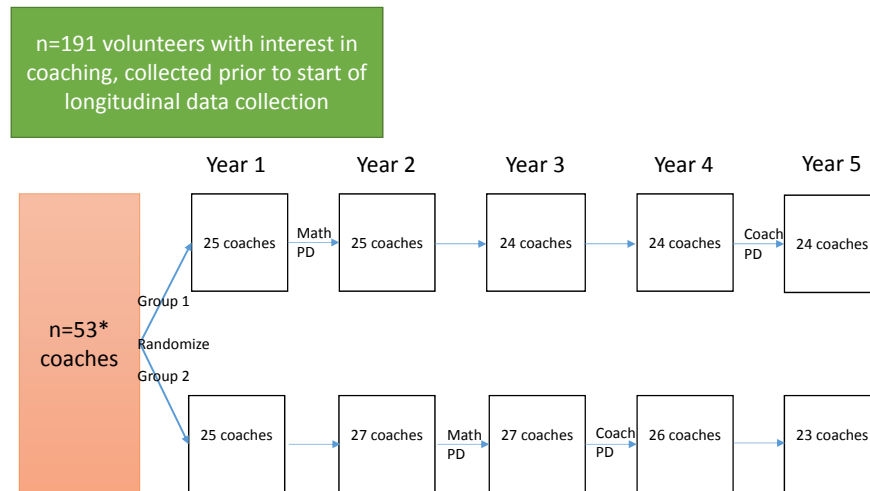 n=191 volunteers with interest in
coaching, collected prior to start of
longitudinal data collection
Year 1
Year 2
Year 3
Year 4
Year 5
25 coaches
Math
PD
25 coaches
24 coaches
24 coaches
Coach
PD
24 coaches
Group 1
n=53*
coaches
Randomize
Group 2
25 coaches
27 coaches
Math
PD
27 coaches
Coach
PD
26 coaches
23 coaches